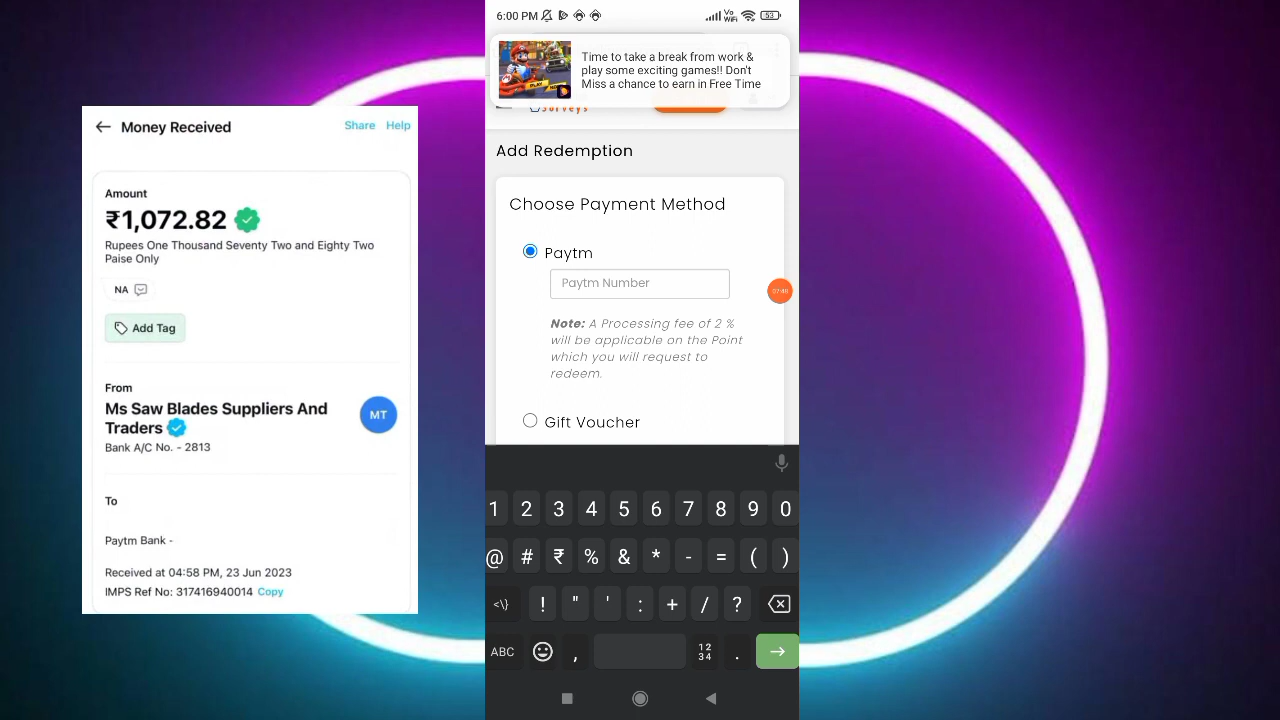 Money Received
Share Help
Amount
₹1,072.82
Rupees One Thousand Seventy Two and Eighty Two
Paise Only
NA
Add Tag
From
Ms Saw Blades Suppliers And
Traders
MT
Bank A/C No. - 2813
To
Paytm Bank -
Received at 04:58 PM, 23 Jun 2023
IMPS Ref No: 317416940014 Copy
6:00 PM
Vo
WiFi
53
Time to take a break from work &
play some exciting games!! Don't
Miss a chance to earn in Free Time
Surveys
Add Redemption
Choose Payment Method
Paytm
Paytm Number
Note: A Processing fee of 2 %
will be applicable on the Point
which you will request to
redeem.
Gift Voucher
1 2 3 4 5 6 7 8 9 0
@ # ₹ % & * - = ( )
<\} ! " ' : + / ?
ABC , 12 .
34